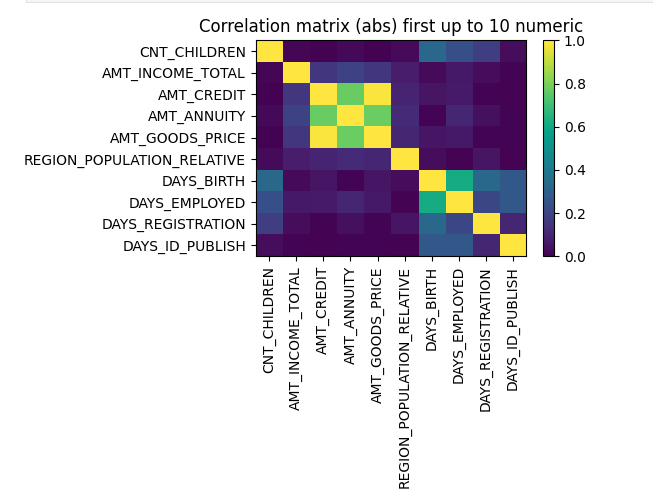 Correlation matrix (abs) first up to 10 numeric
CNT_CHILDREN
AMT_INCOME_TOTAL
AMT_CREDIT
AMT_ANNUITY
AMT_GOODS_PRICE
REGION_POPULATION_RELATIVE
DAYS_BIRTH
DAYS_EMPLOYED
DAYS_REGISTRATION
DAYS_ID_PUBLISH
1.0
0.8
0.6
0.4
0.2
0.0
CNT_CHILDREN
AMT_INCOME_TOTAL
AMT_CREDIT
AMT_ANNUITY
AMT_GOODS_PRICE
REGION_POPULATION_RELATIVE
DAYS_BIRTH
DAYS_EMPLOYED
DAYS_REGISTRATION
DAYS_ID_PUBLISH